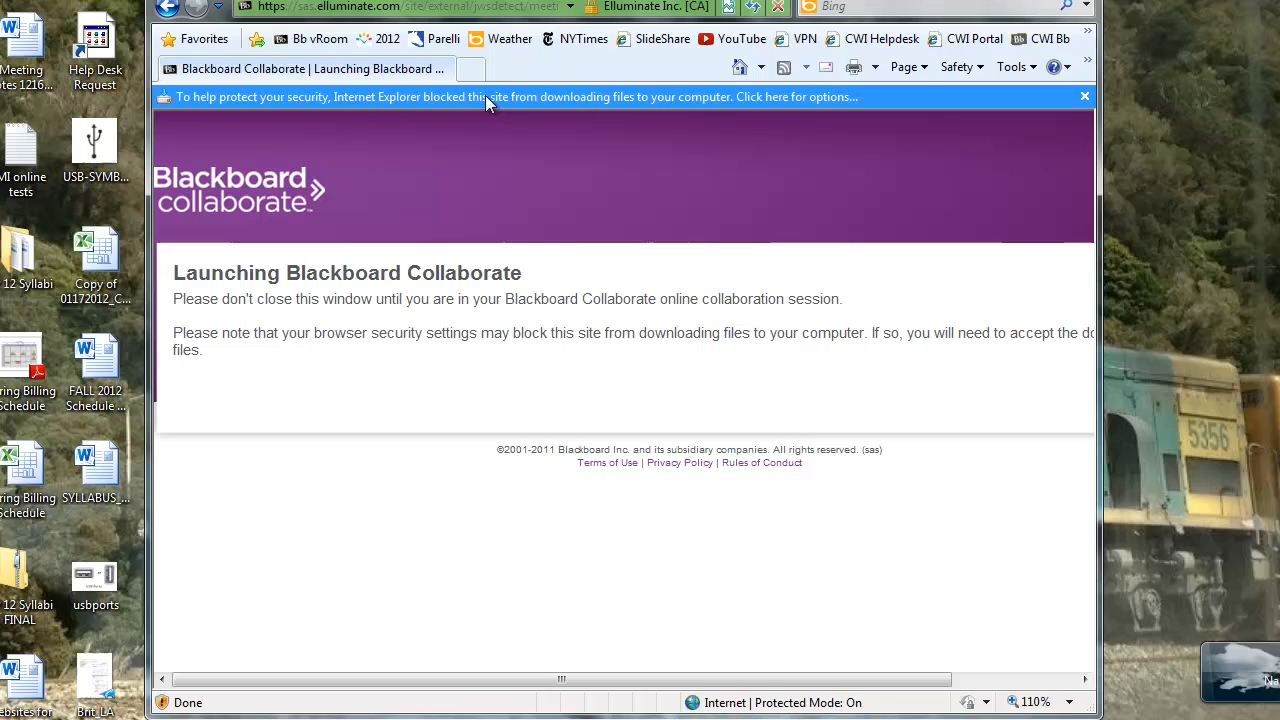 https://sas.elluminate.com/site/external/jwsdetect/meeti
Elluminate Inc. [CA]
Bing
Favorites
Bb vRoom
2012
Parelli
Weather
NYTimes
SlideShare
YouTube
VPN
CWI Helpdesk
CWI Portal
CWI Bb
Blackboard Collaborate | Launching Blackboard ...
Page
Safety
Tools
To help protect your security, Internet Explorer blocked this site from downloading files to your computer. Click here for options...
Blackboard
collaborate™
Launching Blackboard Collaborate
Please don't close this window until you are in your Blackboard Collaborate online collaboration session.
Please note that your browser security settings may block this site from downloading files to your computer. If so, you will need to accept the do
files.
©2001-2011 Blackboard Inc. and its subsidiary companies. All rights reserved. (sas)
Terms of Use | Privacy Policy | Rules of Conduct
Done
Internet | Protected Mode: On
110%
Meeting
otes 1216...
Help Desk
Request
MI online
tests
USB-SYMB...
12 Syllabi
Copy of
01172012_C...
ring Billing
Schedule
FALL 2012
Schedule ...
ring Billing
Schedule
SYLLABUS_...
12 Syllabi
FINAL
usbports
ebsites for
Brit_LA
5356
Na